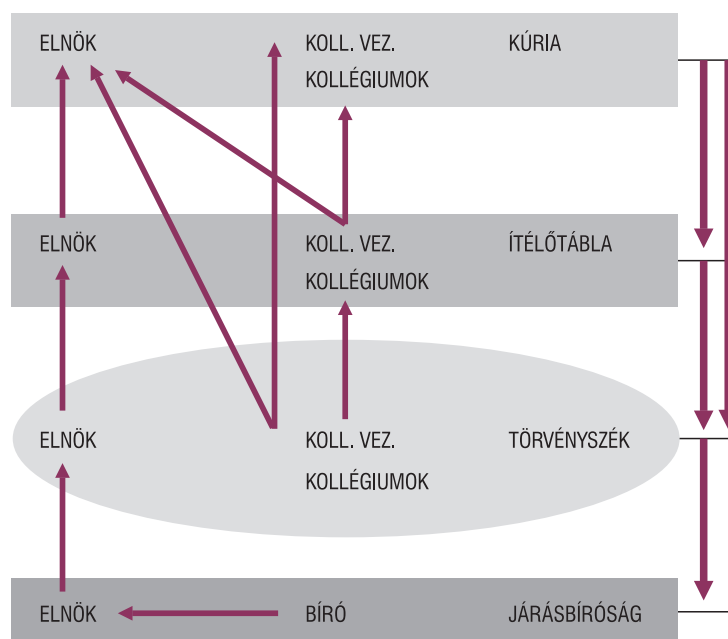 ELNÖK KOLL. VEZ. KÚRIA
KOLLÉGIUMOK
ELNÖK KOLL. VEZ. ÍTÉLŐTÁBLA
KOLLÉGIUMOK
ELNÖK KOLL. VEZ. TÖRVÉNYSZÉK
KOLLÉGIUMOK
ELNÖK BÍRÓ JÁRÁSBÍRÓSÁG